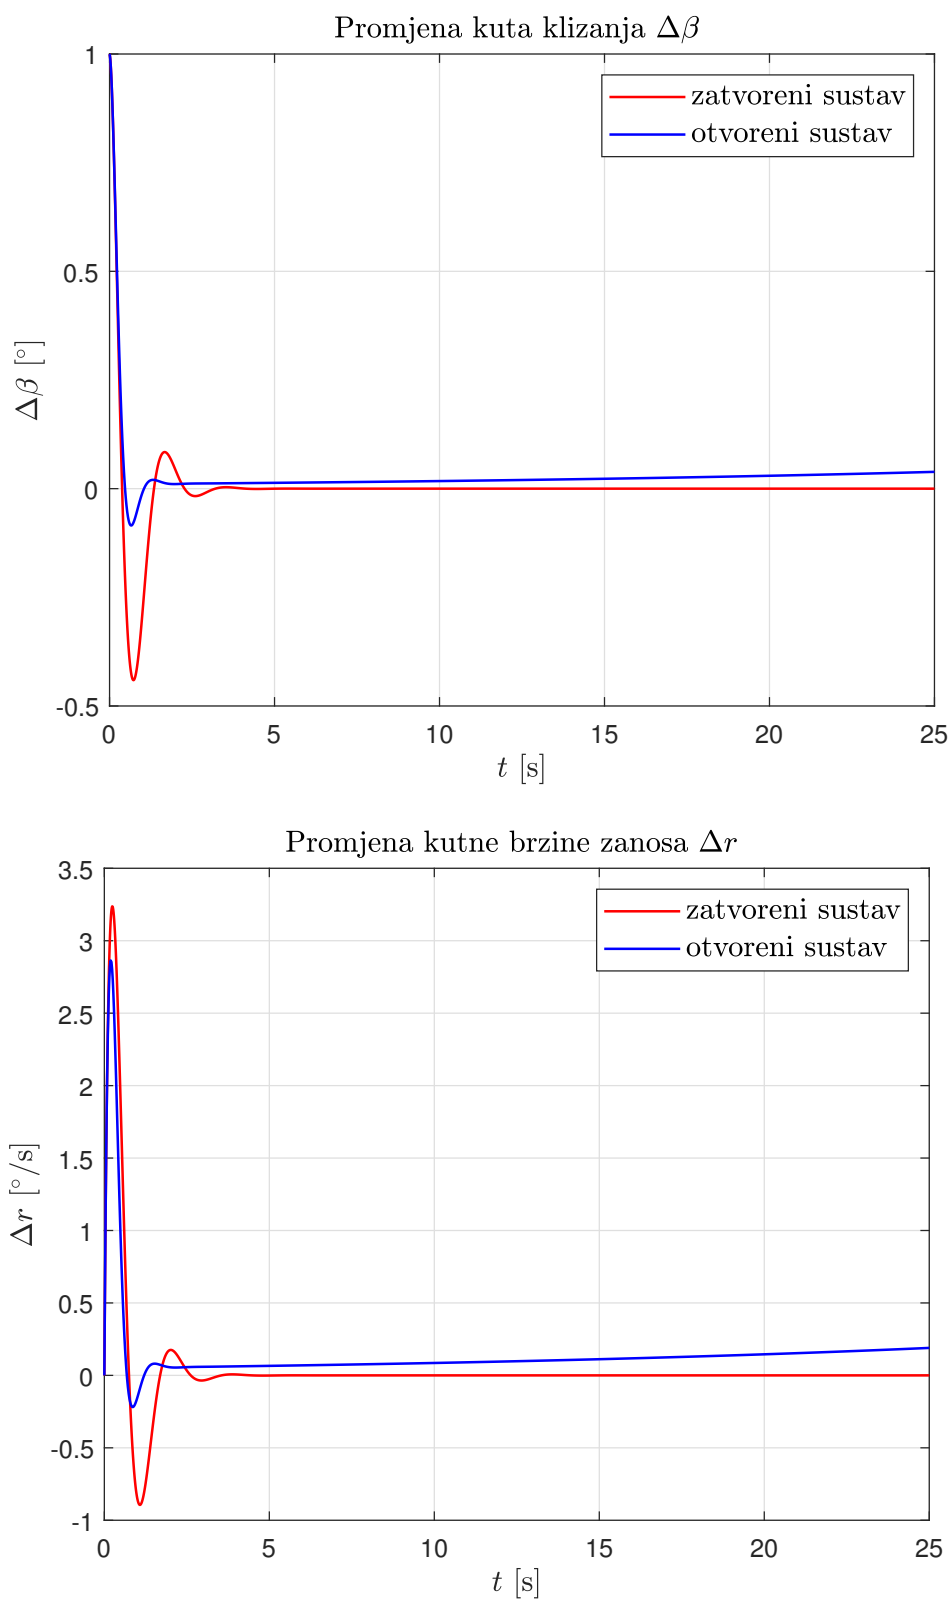 Promjena kuta klizanja Δβ
1
0.5
0
-0.5
Δβ [°]
zatvoreni sustav
otvoreni sustav
0 5 10 15 20 25
t [s]
Promjena kutne brzine zanosa Δr
3.5
3
2.5
2
1.5
1
0.5
0
-0.5
-1
Δr [°/s]
zatvoreni sustav
otvoreni sustav
0 5 10 15 20 25
t [s]